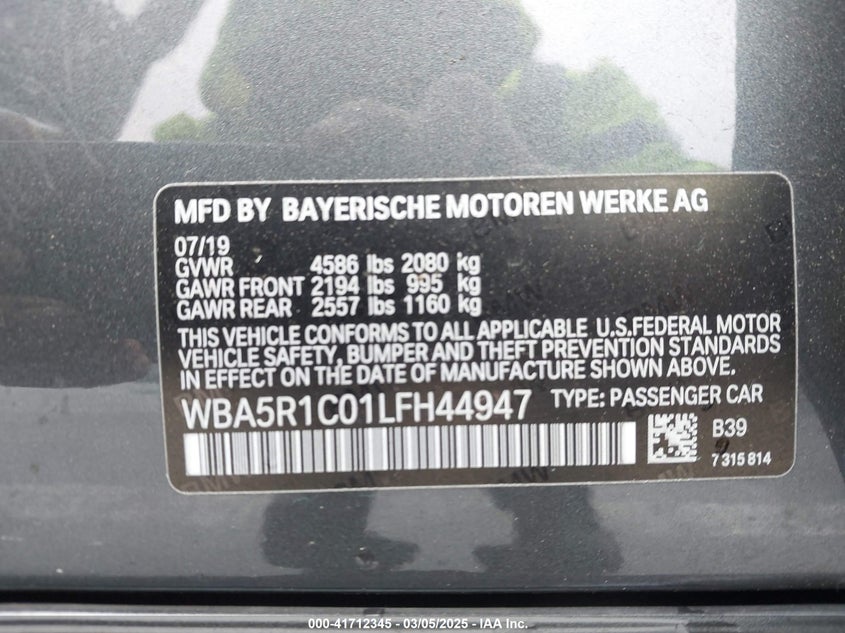 MFD BY BAYERISCHE MOTOREN WERKE AG
07/19
GVWR 4586 lbs 2080 kg
GAWR FRONT 2194 lbs 995 kg
GAWR REAR 2557 lbs 1160 kg
THIS VEHICLE CONFORMS TO ALL APPLICABLE U.S.FEDERAL MOTOR
VEHICLE SAFETY, BUMPER AND THEFT PREVENTION STANDARDS
IN EFFECT ON THE DATE OF MANUFACTURE SHOWN ABOVE.
WBA5R1C01LFH44947 TYPE: PASSENGER CAR
B39
7 315 814
000-41712345 - 03/05/2025 - IAA Inc.